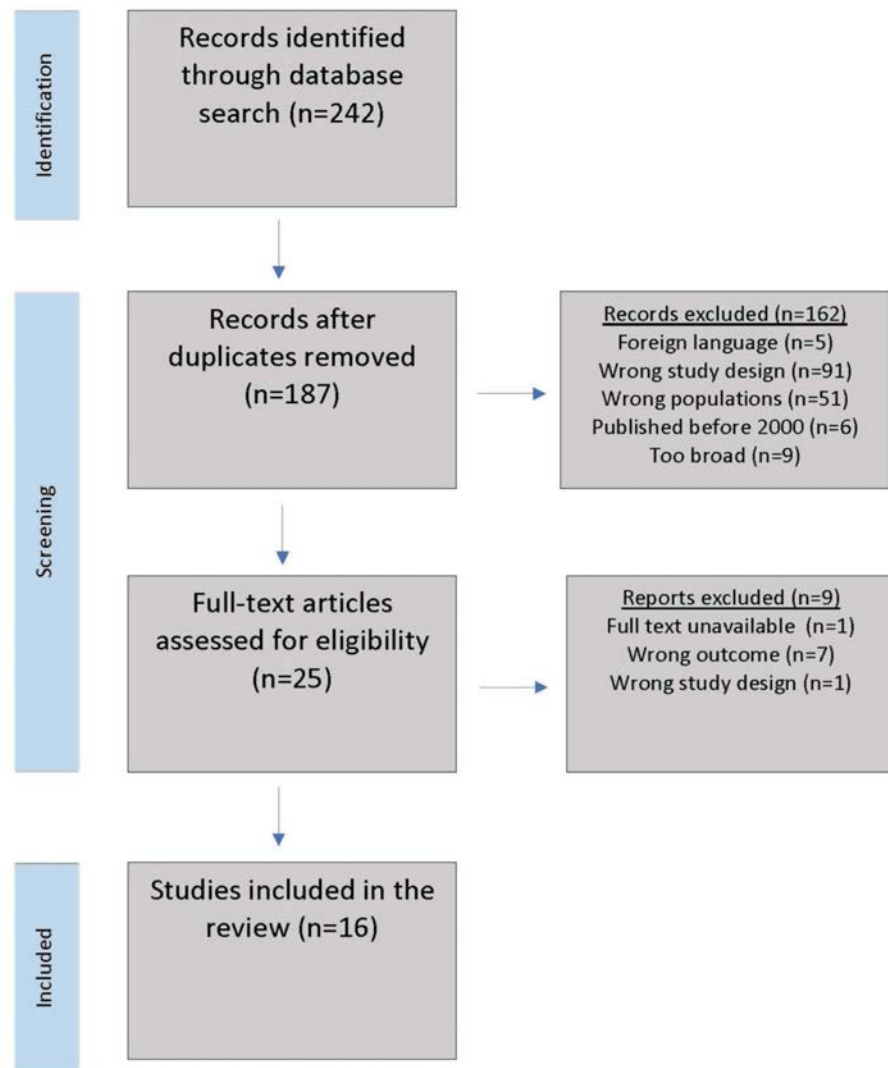 Identification
Records identified
through database
search (n=242)
Screening
Records after
duplicates removed
(n=187)
Records excluded (n=162)
Foreign language (n=5)
Wrong study design (n=91)
Wrong populations (n=51)
Published before 2000 (n=6)
Too broad (n=9)
Full-text articles
assessed for eligibility
(n=25)
Reports excluded (n=9)
Full text unavailable (n=1)
Wrong outcome (n=7)
Wrong study design (n=1)
Included
Studies included in the
review (n=16)